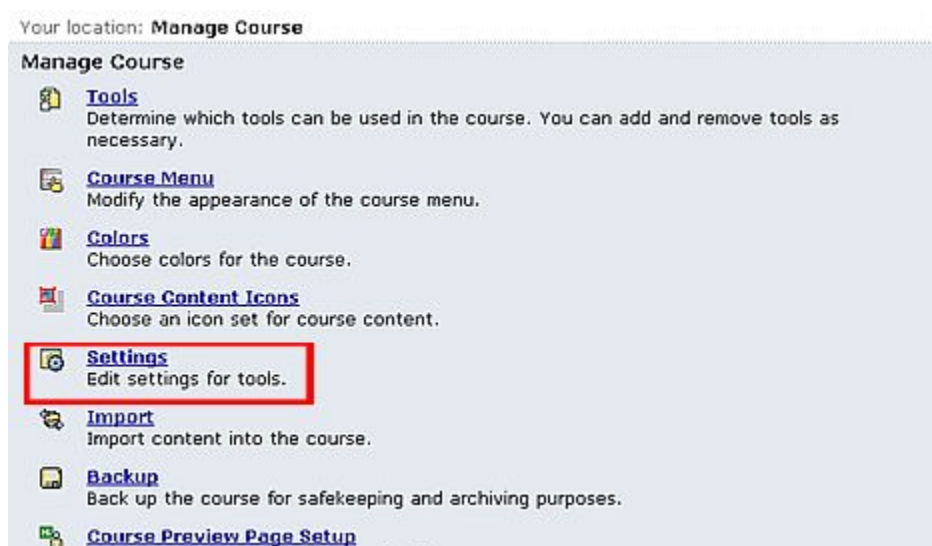 Your location: Manage Course
Manage Course
Tools
Determine which tools can be used in the course. You can add and remove tools as
necessary.
Course Menu
Modify the appearance of the course menu.
Colors
Choose colors for the course.
Course Content Icons
Choose an icon set for course content.
Settings
Edit settings for tools.
Import
Import content into the course.
Backup
Back up the course for safekeeping and archiving purposes.
Course Preview Page Setup